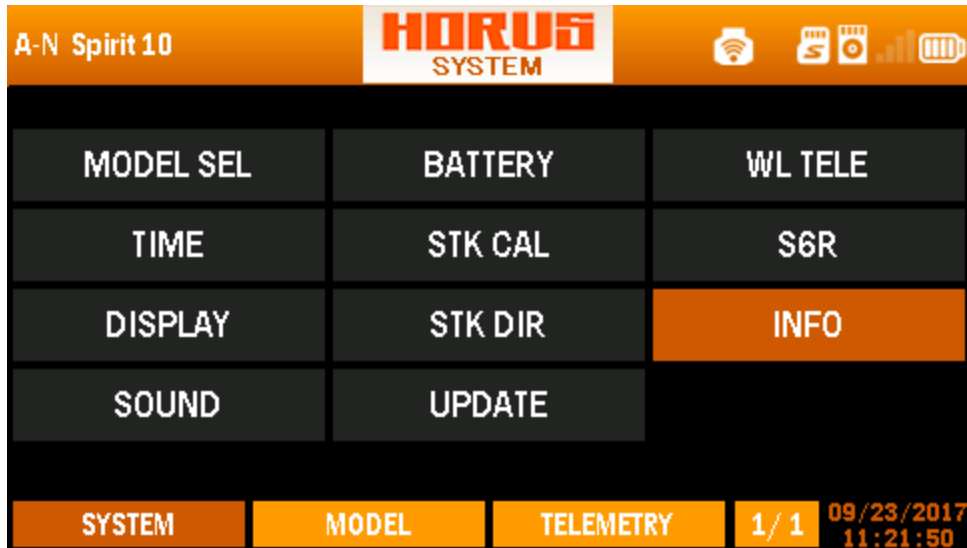 A-N Spirit 10
HORUS
SYSTEM
S
MODEL SEL BATTERY WL TELE
TIME STK CAL S6R
DISPLAY STK DIR INFO
SOUND UPDATE
SYSTEM MODEL TELEMETRY 1/1 09/23/2017
11:21:50